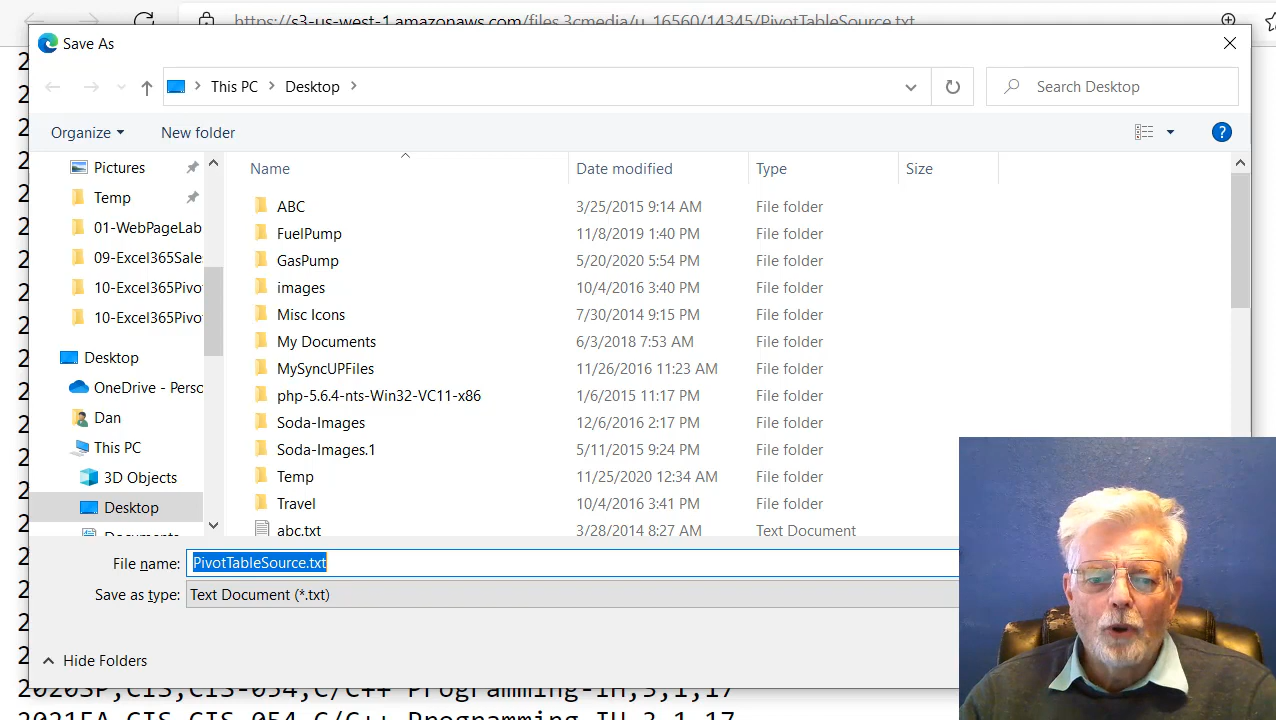 https://s3-us-west-1.amazonaws.com/files.3cmedia/u_16560/14345/PivotTableSource.txt
Save As
This PC > Desktop >
Search Desktop
Organize
New folder
?
Name Date modified Type Size
Pictures
Temp
01-WebPageLab
09-Excel365Sale
10-Excel365Pivo
10-Excel365Pivo
Desktop
OneDrive - Perso
Dan
This PC
3D Objects
Desktop
Documents
ABC 3/25/2015 9:14 AM File folder
FuelPump 11/8/2019 1:40 PM File folder
GasPump 5/20/2020 5:54 PM File folder
images 10/4/2016 3:40 PM File folder
Misc Icons 7/30/2014 9:15 PM File folder
My Documents 6/3/2018 7:53 AM File folder
MySyncUPFiles 11/26/2016 11:23 AM File folder
php-5.6.4-nts-Win32-VC11-x86 1/6/2015 11:17 PM File folder
Soda-Images 12/6/2016 2:17 PM File folder
Soda-Images.1 5/11/2015 9:24 PM File folder
Temp 11/25/2020 12:34 AM File folder
Travel 10/4/2016 3:41 PM File folder
abc.txt 3/28/2014 8:27 AM Text Document
File name: PivotTableSource.txt
Save as type: Text Document (*.txt)
Hide Folders
2020SP,CIS,CIS-054,C/C++ Programming-IH,3,1,17
2021FA,CIS,CIS-054,C/C++ Programming-IH,3,1,17